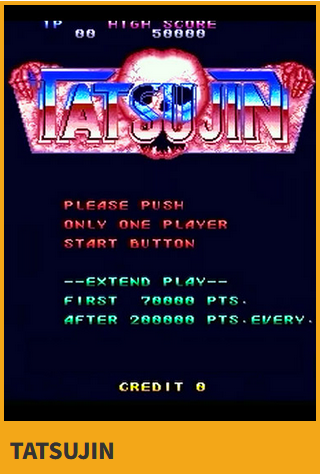 1P HIGH SCORE
00 50000
TATSUJIN
PLEASE PUSH
ONLY ONE PLAYER
START BUTTON
--EXTEND PLAY--
FIRST 70000 PTS.
AFTER 200000 PTS.EVERY.
CREDIT 0
TATSUJIN